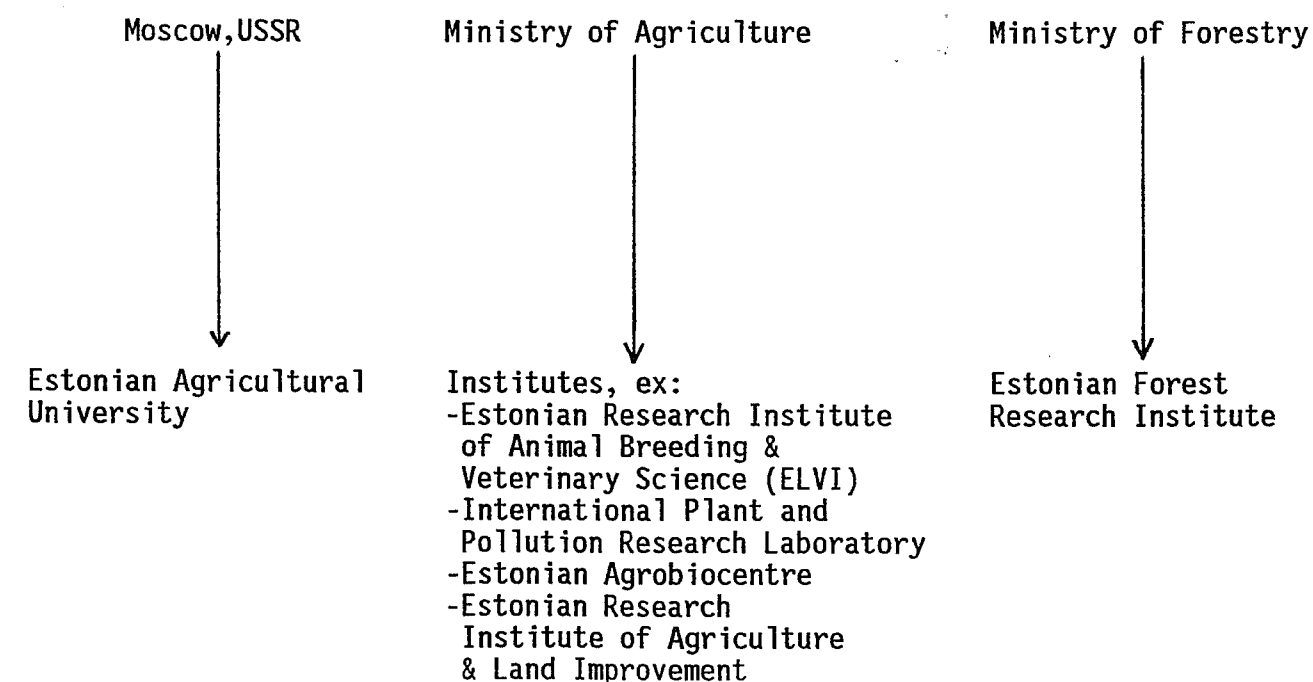 Moscow,USSR
Ministry of Agriculture
Ministry of Forestry
Estonian Agricultural
University
Institutes, ex:
-Estonian Research Institute
of Animal Breeding &
Veterinary Science (ELVI)
-International Plant and
Pollution Research Laboratory
-Estonian Agrobiocentre
-Estonian Research
Institute of Agriculture
& Land Improvement
Estonian Forest
Research Institute